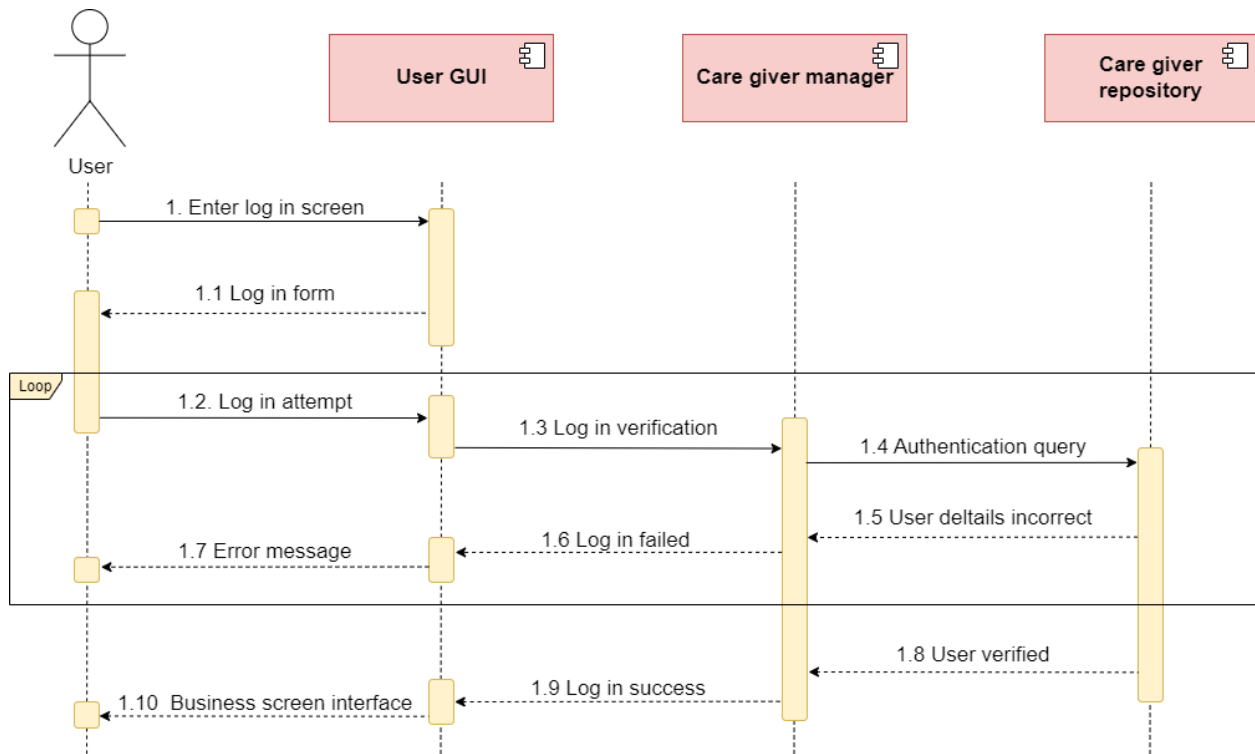 User GUI
Care giver manager
Care giver
repository
User
1. Enter log in screen
1.1 Log in form
Loop
1.2. Log in attempt
1.3 Log in verification
1.4 Authentication query
1.5 User deltails incorrect
1.6 Log in failed
1.7 Error message
1.8 User verified
1.9 Log in success
1.10 Business screen interface